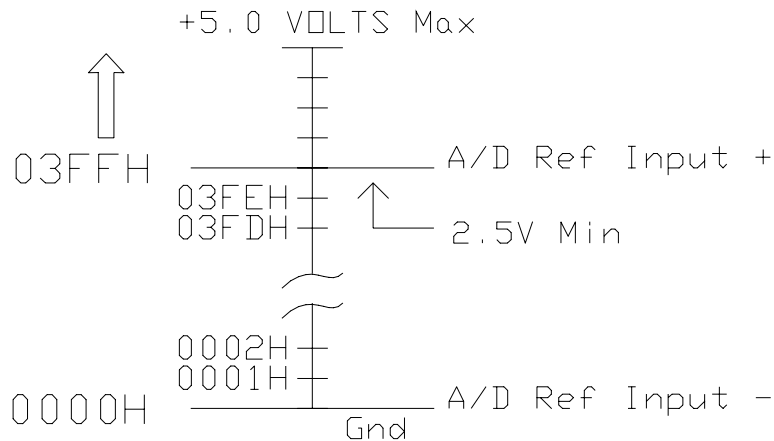 +5.0 VOLTS Max
03FFH
A/D Ref Input +
03FEH
03FDH
2.5V Min
0002H
0001H
0000H
A/D Ref Input -
Gnd